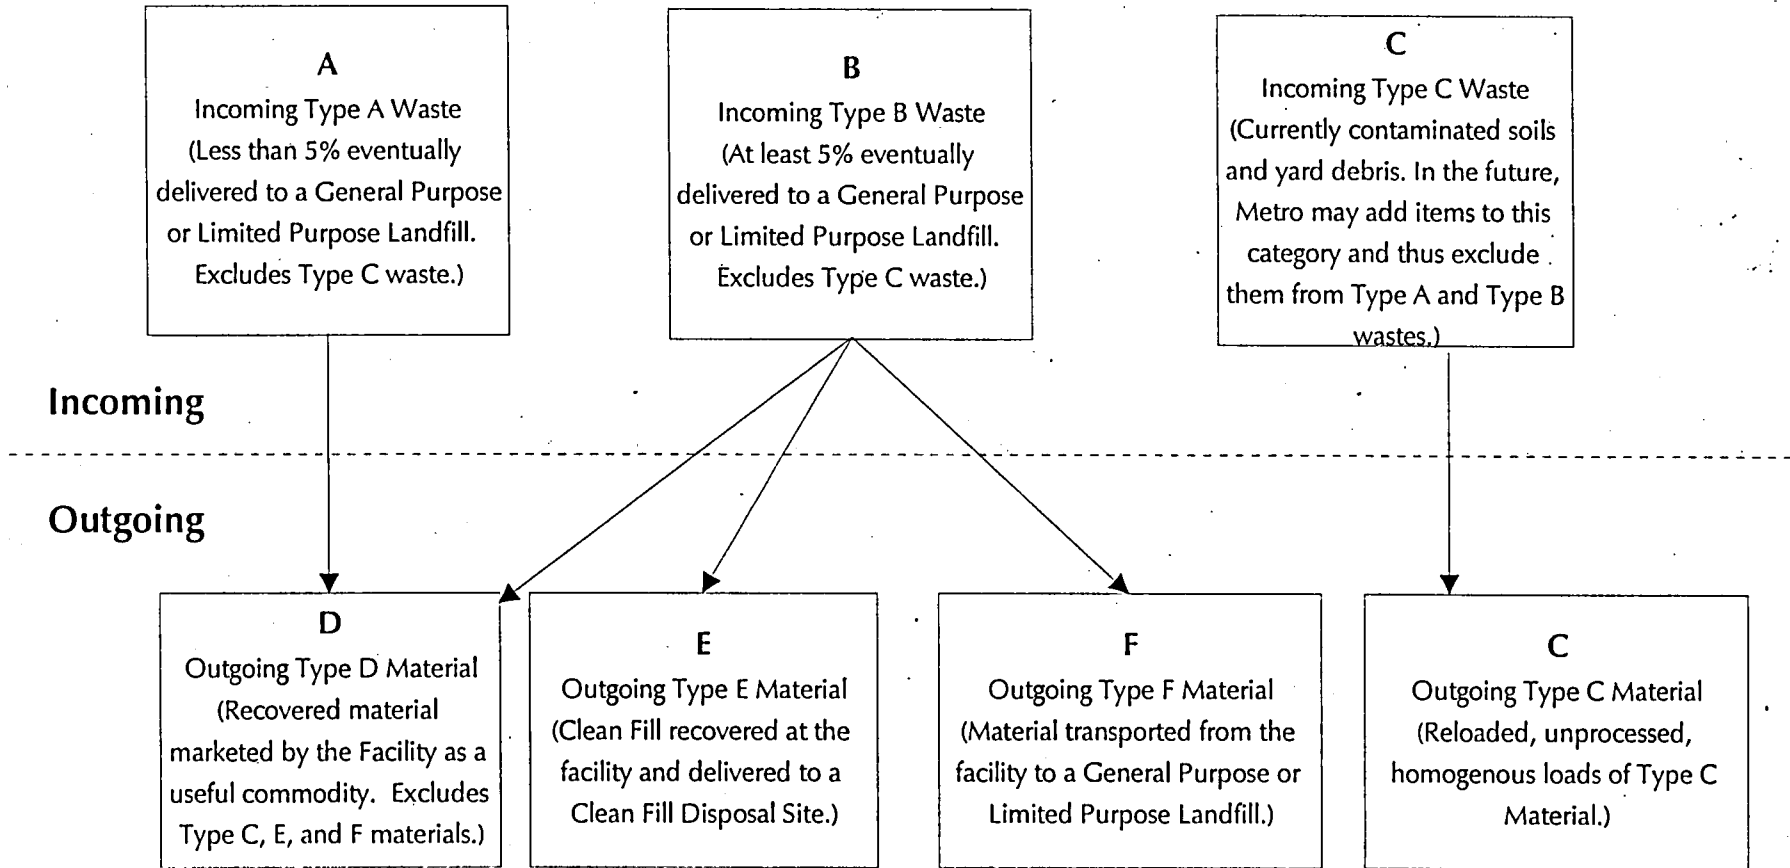 A
Incoming Type A Waste
(Less than 5% eventually
delivered to a General Purpose
or Limited Purpose Landfill.
Excludes Type C waste.)
B
Incoming Type B Waste
(At least 5% eventually
delivered to a General Purpose
or Limited Purpose Landfill.
Excludes Type C waste.)
C
Incoming Type C Waste
(Currently contaminated soils
and yard debris. In the future,
Metro may add items to this
category and thus exclude
them from Type A and Type B
wastes.)
Incoming
Outgoing
D
Outgoing Type D Material
(Recovered material
marketed by the Facility as a
useful commodity. Excludes
Type C, E, and F materials.)
E
Outgoing Type E Material
(Clean Fill recovered at the
facility and delivered to a
Clean Fill Disposal Site.)
F
Outgoing Type F Material
(Material transported from the
facility to a General Purpose or
Limited Purpose Landfill.)
C
Outgoing Type C Material
(Reloaded, unprocessed,
homogenous loads of Type C
Material.)